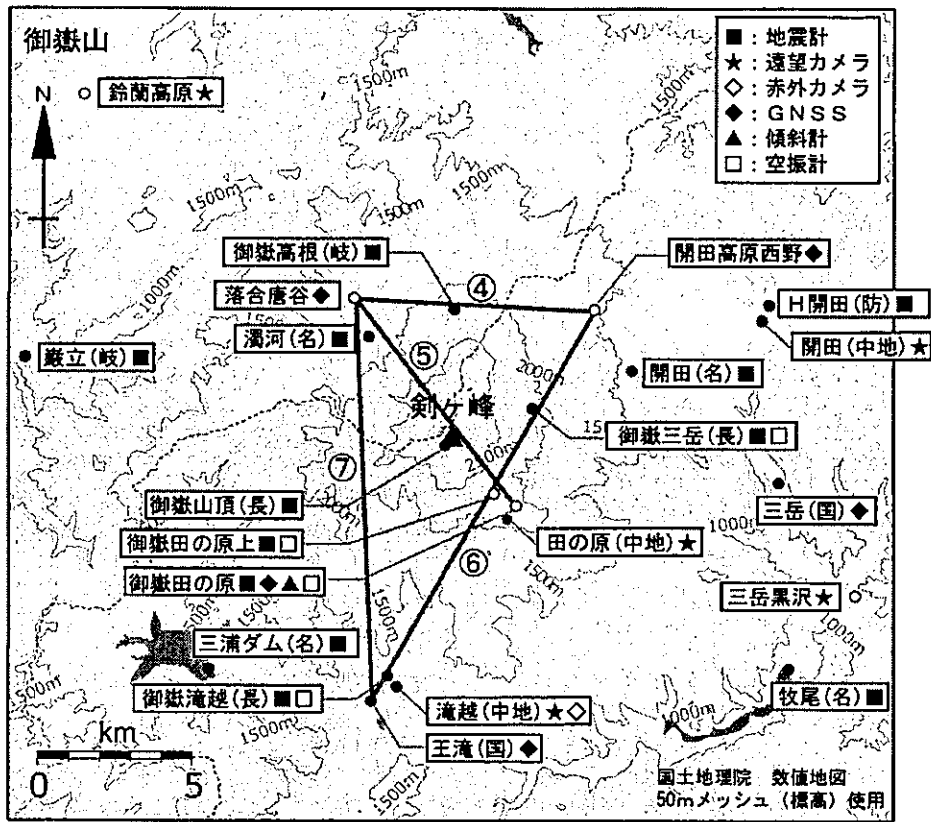 御嶽山
N
鈴蘭高原★
■：地震計
★：遠望カメラ
◇：赤外カメラ
◆：ＧＮＳＳ
▲：傾斜計
□：空振計
1500m
1500m
1500m
1500m
1500m
1000m
御嶽高根(岐)■
開田高原西野◆
落合唐谷◆
④
H開田(防)■
濁河(名)■
⑤
開田(中地)★
巌立(岐)■
2000m
開田(名)■
剣ヶ峰
御嶽三岳(長)■□
⑦
御嶽山頂(長)■
三岳(国)◆
御嶽田の原上■□
田の原(中地)★
1000m
御嶽田の原■◆▲□
⑥
1500m
三岳黒沢★
1500m
1000m
三浦ダム(名)■
御嶽滝越(長)■□
滝越(中地)★◇
牧尾(名)■
1500m
王滝(国)◆
km
0 5
1500m
国土地理院 数値地図
50mメッシュ（標高）使用